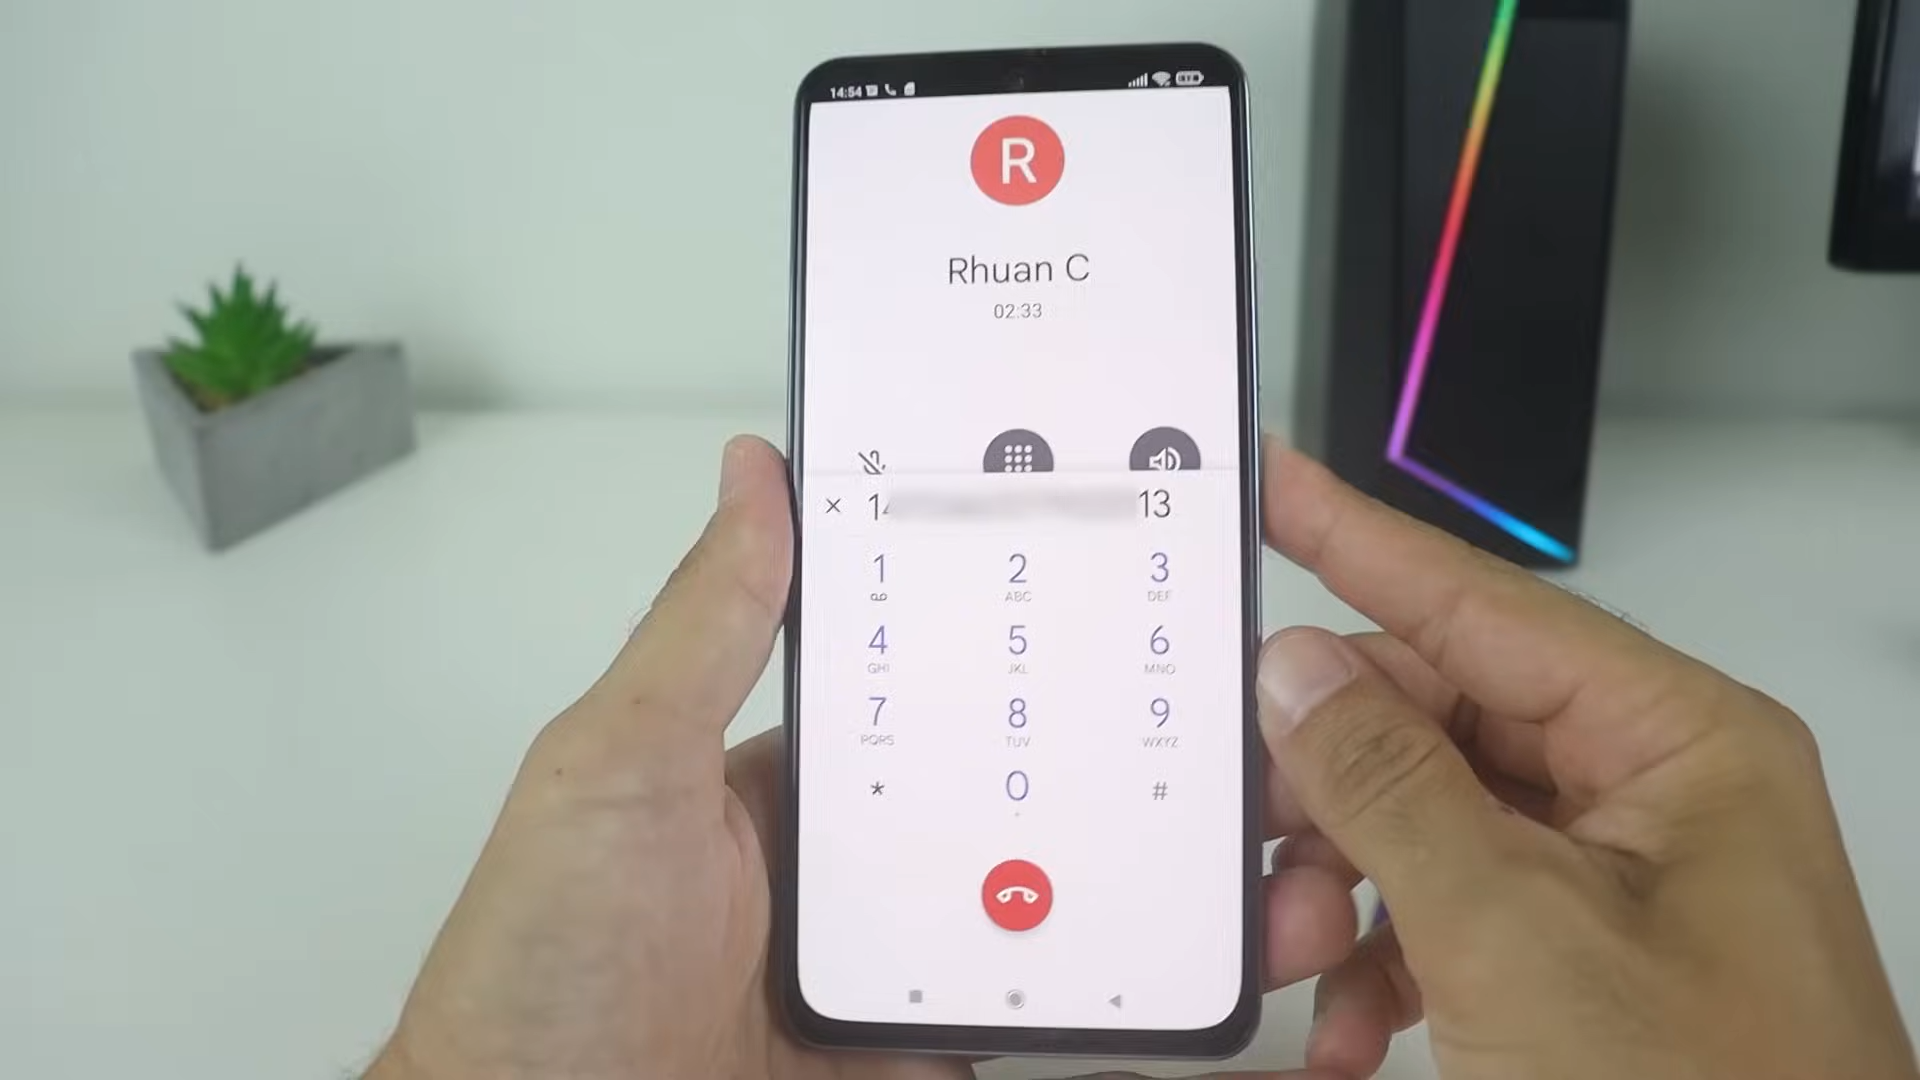 14:54
R
Rhuan C
02:33
× 14 13
1 2 3
ABC DEF
4 5 6
GHI JKL MNO
7 8 9
PQRS TUV WXYZ
* 0 #
+